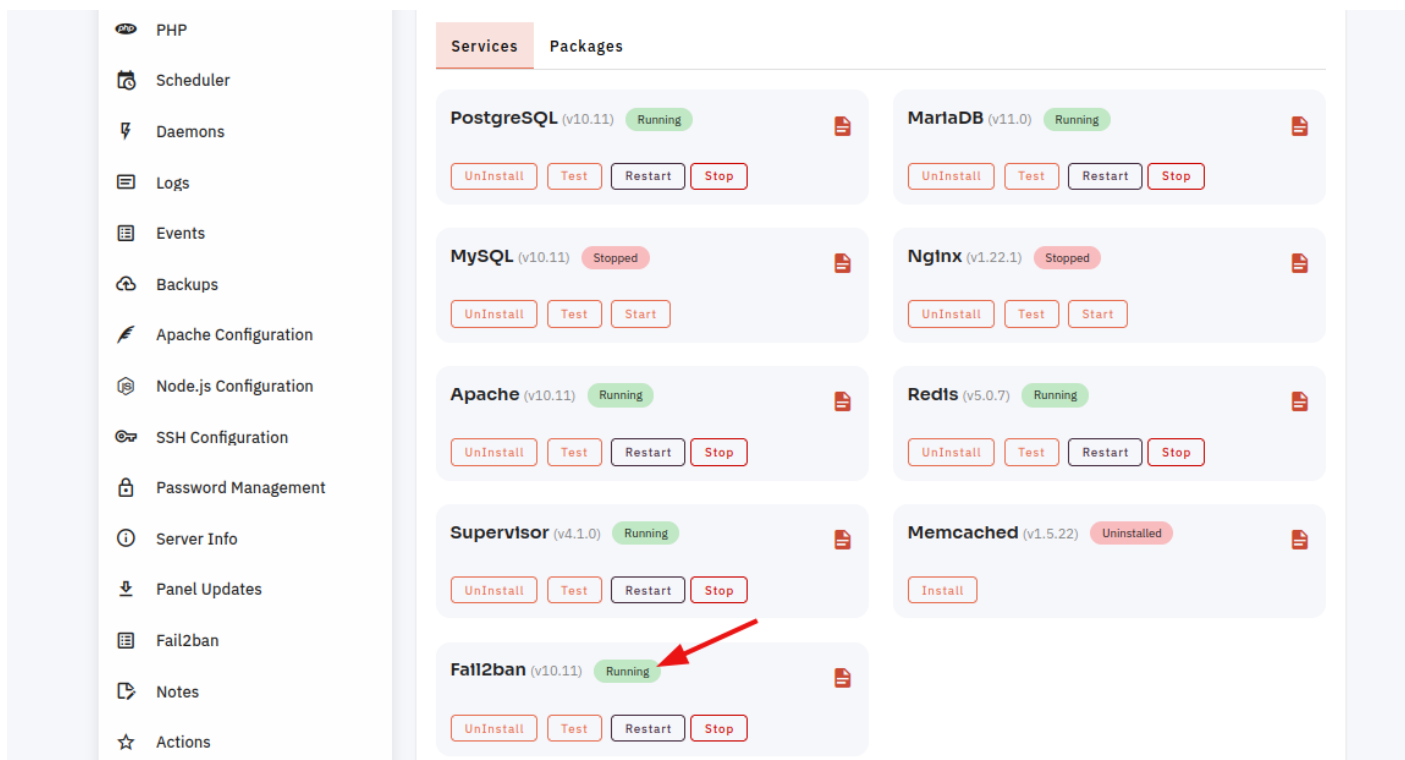 php PHP
Scheduler
Daemons
Logs
Events
Backups
Apache Configuration
JS Node.js Configuration
SSH Configuration
Password Management
Server Info
Panel Updates
Fail2ban
Notes
Actions
Services Packages
PostgreSQL (v10.11) Running
UnInstall Test Restart Stop
MariaDB (v11.0) Running
UnInstall Test Restart Stop
MySQL (v10.11) Stopped
UnInstall Test Start
Nginx (v1.22.1) Stopped
UnInstall Test Start
Apache (v10.11) Running
UnInstall Test Restart Stop
Redis (v5.0.7) Running
UnInstall Test Restart Stop
Supervisor (v4.1.0) Running
UnInstall Test Restart Stop
Memcached (v1.5.22) Uninstalled
Install
Fail2ban (v10.11) Running
UnInstall Test Restart Stop